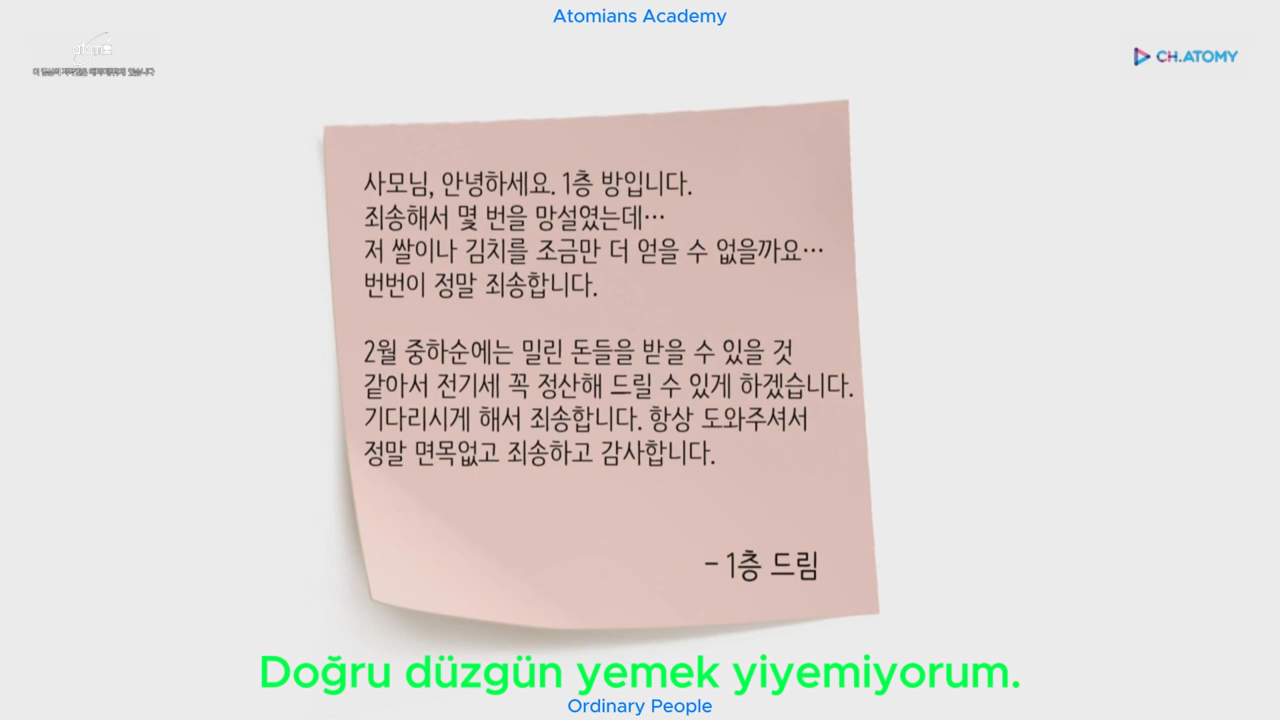 Atomians Academy
CH.ATOMY
사모님, 안녕하세요. 1층 방입니다.
죄송해서 몇 번을 망설였는데…
저 쌀이나 김치를 조금만 더 얻을 수 없을까요…
번번이 정말 죄송합니다.
2월 중하순에는 밀린 돈들을 받을 수 있을 것
같아서 전기세 꼭 정산해 드릴 수 있게 하겠습니다.
기다리시게 해서 죄송합니다. 항상 도와주셔서
정말 면목없고 죄송하고 감사합니다.
- 1층 드림
Doğru düzgün yemek yiyemiyorum.
Ordinary People